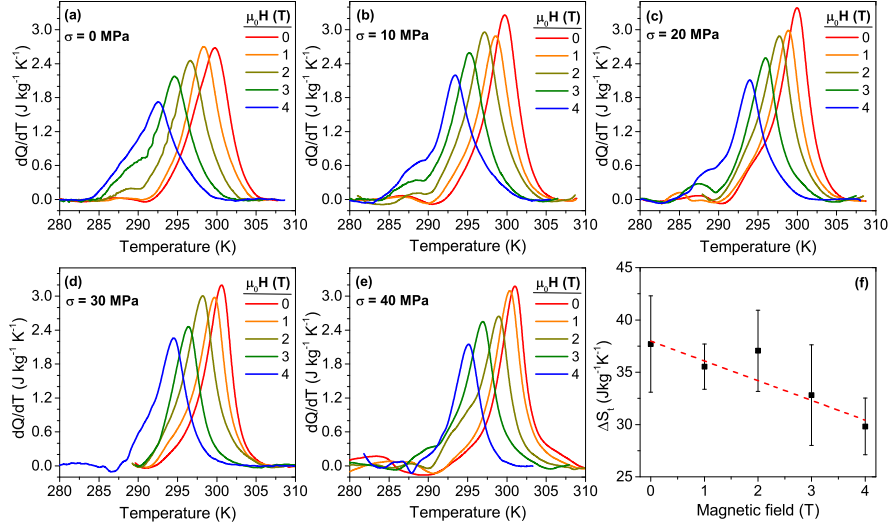 (a)
σ = 0 MPa
μ₀H (T)
0
1
2
3
4
3.0
2.4
1.8
1.2
0.6
0.0
dQ/dT (J kg⁻¹ K⁻¹)
280 285 290 295 300 305 310
Temperature (K)
(b)
σ = 10 MPa
μ₀H (T)
0
1
2
3
4
3.0
2.4
1.8
1.2
0.6
0.0
dQ/dT (J kg⁻¹ K⁻¹)
280 285 290 295 300 305 310
Temperature (K)
(c)
σ = 20 MPa
μ₀H (T)
0
1
2
3
4
3.0
2.4
1.8
1.2
0.6
0.0
dQ/dT (J kg⁻¹ K⁻¹)
280 285 290 295 300 305 310
Temperature (K)
(d)
σ = 30 MPa
μ₀H (T)
0
1
2
3
4
3.0
2.4
1.8
1.2
0.6
0.0
dQ/dT (J kg⁻¹ K⁻¹)
280 285 290 295 300 305 310
Temperature (K)
(e)
σ = 40 MPa
μ₀H (T)
0
1
2
3
4
3.0
2.4
1.8
1.2
0.6
0.0
dQ/dT (J kg⁻¹ K⁻¹)
280 285 290 295 300 305 310
Temperature (K)
(f)
45
40
35
30
25
ΔSₜ (Jkg⁻¹K⁻¹)
0 1 2 3 4
Magnetic field (T)